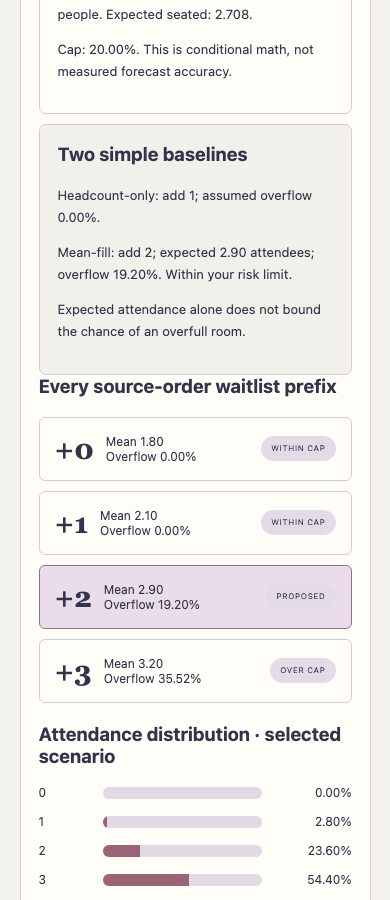 people. Expected seated: 2.708.
Cap: 20.00%. This is conditional math, not
measured forecast accuracy.
Two simple baselines
Headcount-only: add 1; assumed overflow
0.00%.
Mean-fill: add 2; expected 2.90 attendees;
overflow 19.20%. Within your risk limit.
Expected attendance alone does not bound
the chance of an overfull room.
Every source-order waitlist prefix
+0
Mean 1.80
Overflow 0.00%
WITHIN CAP
+1
Mean 2.10
Overflow 0.00%
WITHIN CAP
+2
Mean 2.90
Overflow 19.20%
PROPOSED
+3
Mean 3.20
Overflow 35.52%
OVER CAP
Attendance distribution · selected
scenario
0 0.00%
1 2.80%
2 23.60%
3 54.40%